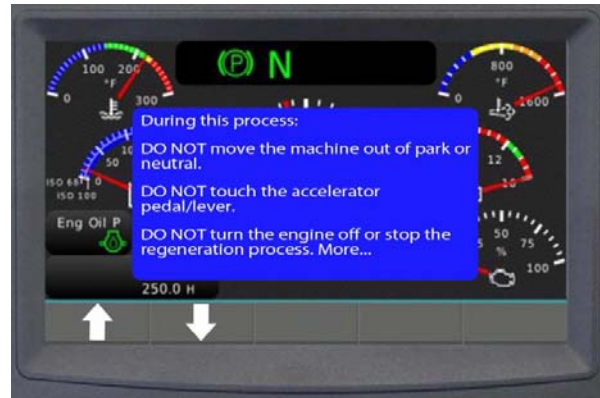 (P) N
100 200
°F
0 300
800
°F
0 1600
During this process:
DO NOT move the machine out of park or
neutral.
DO NOT touch the accelerator
pedal/lever.
DO NOT turn the engine off or stop the
regeneration process. More...
50
0
ISO 68
ISO 100
12
Eng Oil P
50
75
%
100
250.0 H